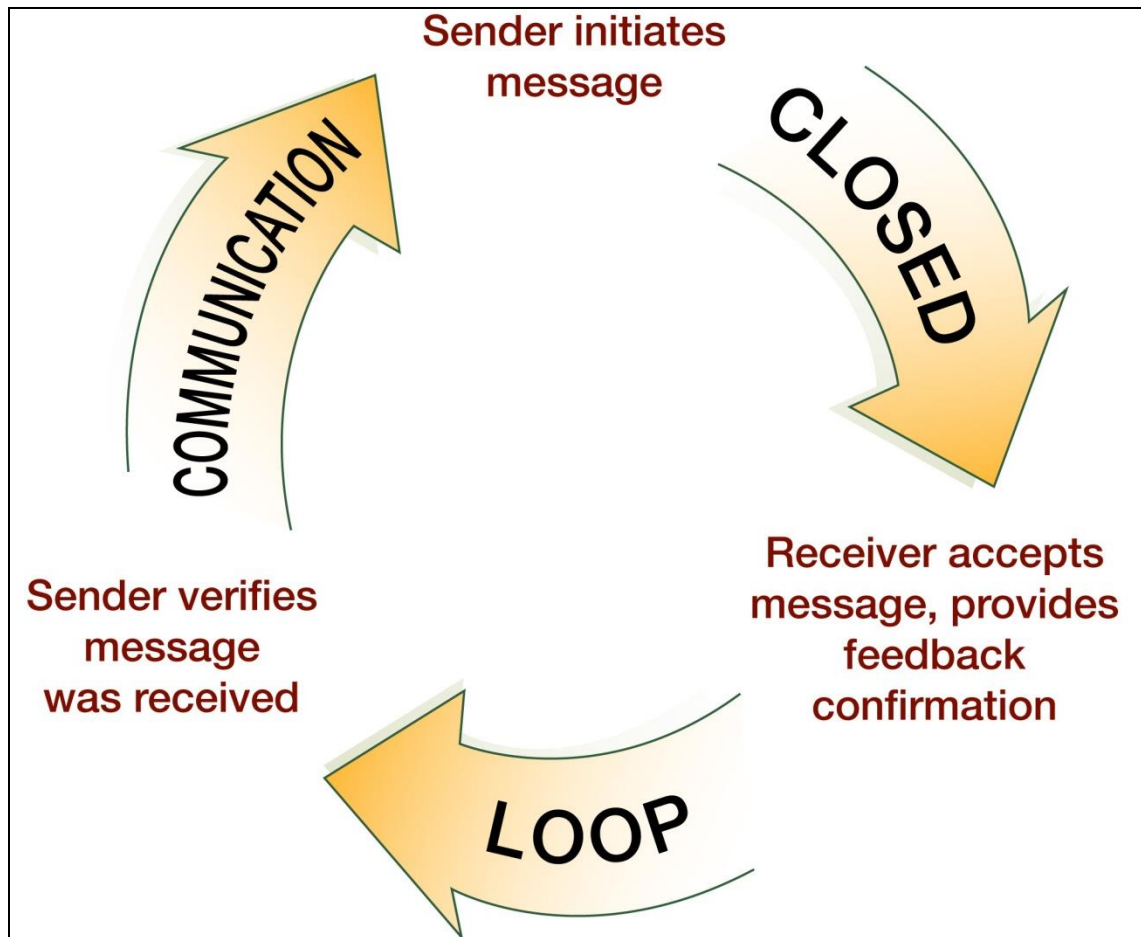 Sender initiates
message
CLOSED
Receiver accepts
message, provides
feedback
confirmation
LOOP
Sender verifies
message
was received
COMMUNICATION